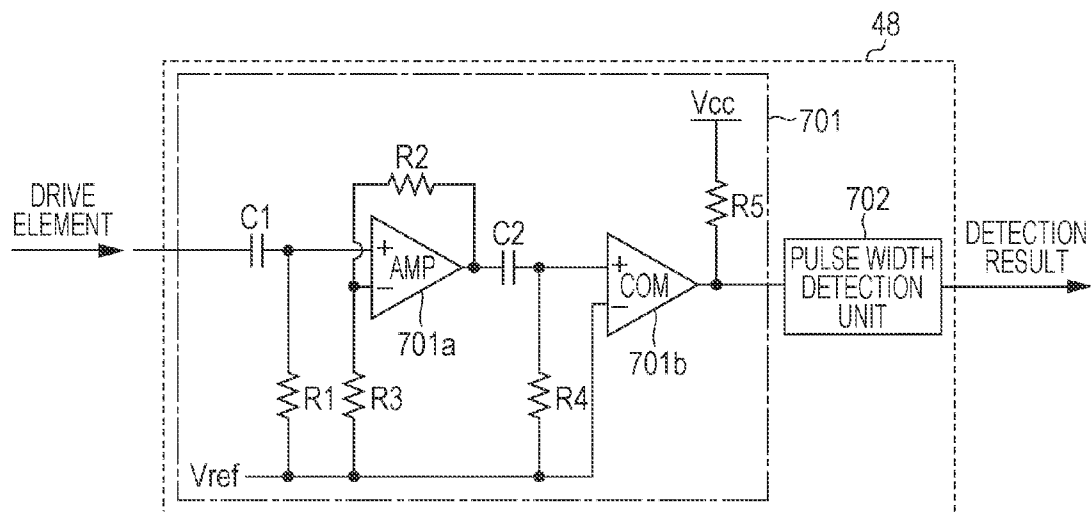 48
Vcc
701
R2
DRIVE
ELEMENT
C1
+
AMP
−
701a
C2
R5
702
+
COM
−
701b
PULSE WIDTH
DETECTION
UNIT
DETECTION
RESULT
R1
R3
R4
Vref